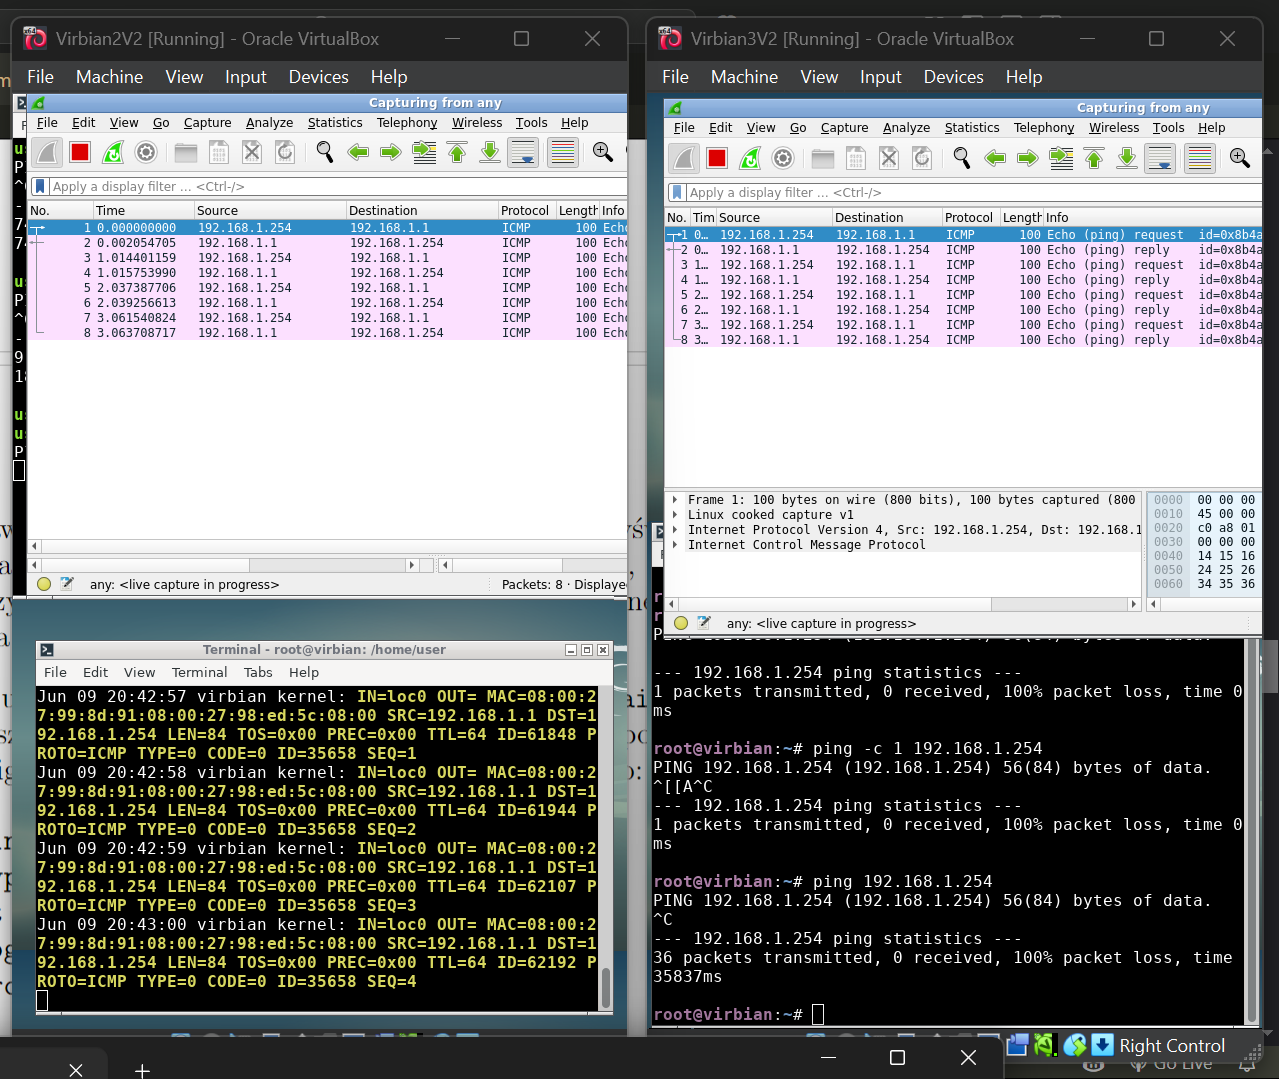 Virbian2V2 [Running] - Oracle VirtualBox
File Machine View Input Devices Help
Capturing from any
File Edit View Go Capture Analyze Statistics Telephony Wireless Tools Help
Apply a display filter ... <Ctrl-/>
No. Time Source Destination Protocol Length Info
1 0.000000000 192.168.1.254 192.168.1.1 ICMP 100 Echo
2 0.002054705 192.168.1.1 192.168.1.254 ICMP 100 Echo
3 1.014401159 192.168.1.254 192.168.1.1 ICMP 100 Echo
4 1.015753990 192.168.1.1 192.168.1.254 ICMP 100 Echo
5 2.037387706 192.168.1.254 192.168.1.1 ICMP 100 Echo
6 2.039256613 192.168.1.1 192.168.1.254 ICMP 100 Echo
7 3.061540824 192.168.1.254 192.168.1.1 ICMP 100 Echo
8 3.063708717 192.168.1.1 192.168.1.254 ICMP 100 Echo
any: <live capture in progress> Packets: 8 · Displaye
Terminal - root@virbian: /home/user
File Edit View Terminal Tabs Help
Jun 09 20:42:57 virbian kernel: IN=loc0 OUT= MAC=08:00:2
7:99:8d:91:08:00:27:98:ed:5c:08:00 SRC=192.168.1.1 DST=1
92.168.1.254 LEN=84 TOS=0x00 PREC=0x00 TTL=64 ID=61848 P
ROTO=ICMP TYPE=0 CODE=0 ID=35658 SEQ=1
Jun 09 20:42:58 virbian kernel: IN=loc0 OUT= MAC=08:00:2
7:99:8d:91:08:00:27:98:ed:5c:08:00 SRC=192.168.1.1 DST=1
92.168.1.254 LEN=84 TOS=0x00 PREC=0x00 TTL=64 ID=61944 P
ROTO=ICMP TYPE=0 CODE=0 ID=35658 SEQ=2
Jun 09 20:42:59 virbian kernel: IN=loc0 OUT= MAC=08:00:2
7:99:8d:91:08:00:27:98:ed:5c:08:00 SRC=192.168.1.1 DST=1
92.168.1.254 LEN=84 TOS=0x00 PREC=0x00 TTL=64 ID=62107 P
ROTO=ICMP TYPE=0 CODE=0 ID=35658 SEQ=3
Jun 09 20:43:00 virbian kernel: IN=loc0 OUT= MAC=08:00:2
7:99:8d:91:08:00:27:98:ed:5c:08:00 SRC=192.168.1.1 DST=1
92.168.1.254 LEN=84 TOS=0x00 PREC=0x00 TTL=64 ID=62192 P
ROTO=ICMP TYPE=0 CODE=0 ID=35658 SEQ=4
Virbian3V2 [Running] - Oracle VirtualBox
File Machine View Input Devices Help
Capturing from any
File Edit View Go Capture Analyze Statistics Telephony Wireless Tools Help
Apply a display filter ... <Ctrl-/>
No. Tim Source Destination Protocol Length Info
1 0… 192.168.1.254 192.168.1.1 ICMP 100 Echo (ping) request id=0x8b4a
2 0… 192.168.1.1 192.168.1.254 ICMP 100 Echo (ping) reply id=0x8b4a
3 1… 192.168.1.254 192.168.1.1 ICMP 100 Echo (ping) request id=0x8b4a
4 1… 192.168.1.1 192.168.1.254 ICMP 100 Echo (ping) reply id=0x8b4a
5 2… 192.168.1.254 192.168.1.1 ICMP 100 Echo (ping) request id=0x8b4a
6 2… 192.168.1.1 192.168.1.254 ICMP 100 Echo (ping) reply id=0x8b4a
7 3… 192.168.1.254 192.168.1.1 ICMP 100 Echo (ping) request id=0x8b4a
8 3… 192.168.1.1 192.168.1.254 ICMP 100 Echo (ping) reply id=0x8b4a
Frame 1: 100 bytes on wire (800 bits), 100 bytes captured (800
Linux cooked capture v1
Internet Protocol Version 4, Src: 192.168.1.254, Dst: 192.168.1
Internet Control Message Protocol
0000 00 00 00
0010 45 00 00
0020 c0 a8 01
0030 00 00 00
0040 14 15 16
0050 24 25 26
0060 34 35 36
any: <live capture in progress>
--- 192.168.1.254 ping statistics ---
1 packets transmitted, 0 received, 100% packet loss, time 0
ms
root@virbian:~# ping -c 1 192.168.1.254
PING 192.168.1.254 (192.168.1.254) 56(84) bytes of data.
^[[A^C
--- 192.168.1.254 ping statistics ---
1 packets transmitted, 0 received, 100% packet loss, time 0
ms
root@virbian:~# ping 192.168.1.254
PING 192.168.1.254 (192.168.1.254) 56(84) bytes of data.
^C
--- 192.168.1.254 ping statistics ---
36 packets transmitted, 0 received, 100% packet loss, time
35837ms
root@virbian:~#
Right Control
Go Live